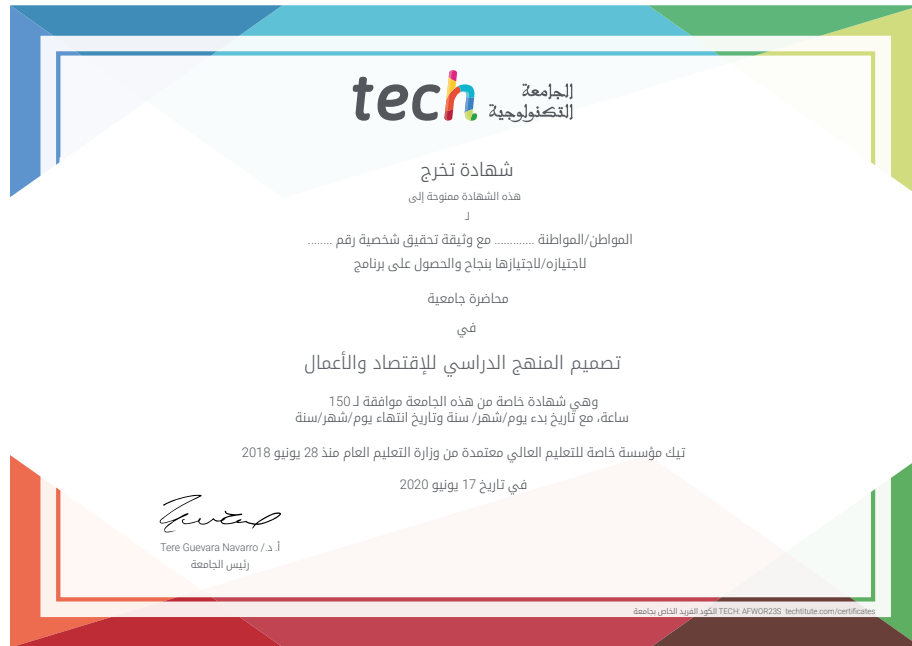 tech الجامعة
التكنولوجية
شهادة تخرج
هذه الشهادة ممنوحة إلى
لـ
المواطن/المواطنة ............ مع وثيقة تحقيق شخصية رقم ........
لاجتيازه/لاجتيازها بنجاح والحصول على برنامج
محاضرة جامعية
في
تصميم المنهج الدراسي للإقتصاد والأعمال
وهي شهادة خاصة من هذه الجامعة موافقة لـ 150
ساعة، مع تاريخ بدء يوم/شهر/ سنة وتاريخ انتهاء يوم/شهر/سنة
تيك مؤسسة خاصة للتعليم العالي معتمدة من وزارة التعليم العام منذ 28 يونيو 2018
في تاريخ 17 يونيو 2020
أ. د./ Tere Guevara Navarro
رئيس الجامعة
الكود الفريد الخاص بجامعة TECH: AFWOR23S techtitute.com/certificates